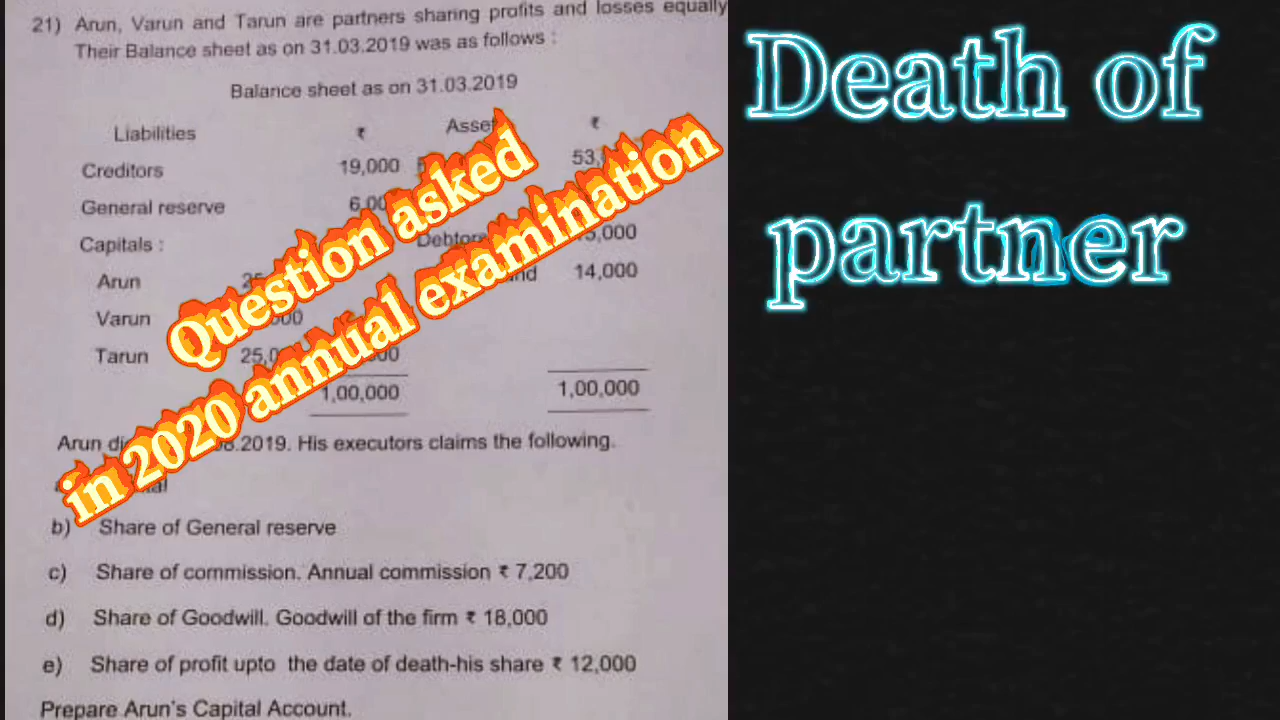 21) Arun, Varun and Tarun are partners sharing profits and losses equally
Their Balance sheet as on 31.03.2019 was as follows :
Balance sheet as on 31.03.2019
Liabilities ₹ ₹
Creditors 19,000
General reserve
Capitals :
14,000
Arun
Varun
Tarun
1,00,000 1,00,000
Arun His executors claims the following.
b) Share of General reserve
c) Share of commission. Annual commission ₹ 7,200
d) Share of Goodwill. Goodwill of the firm ₹ 18,000
e) Share of profit upto the date of death-his share ₹ 12,000
Prepare Arun's Capital Account.
Question asked
in 2020 annual examination
Death of
partner